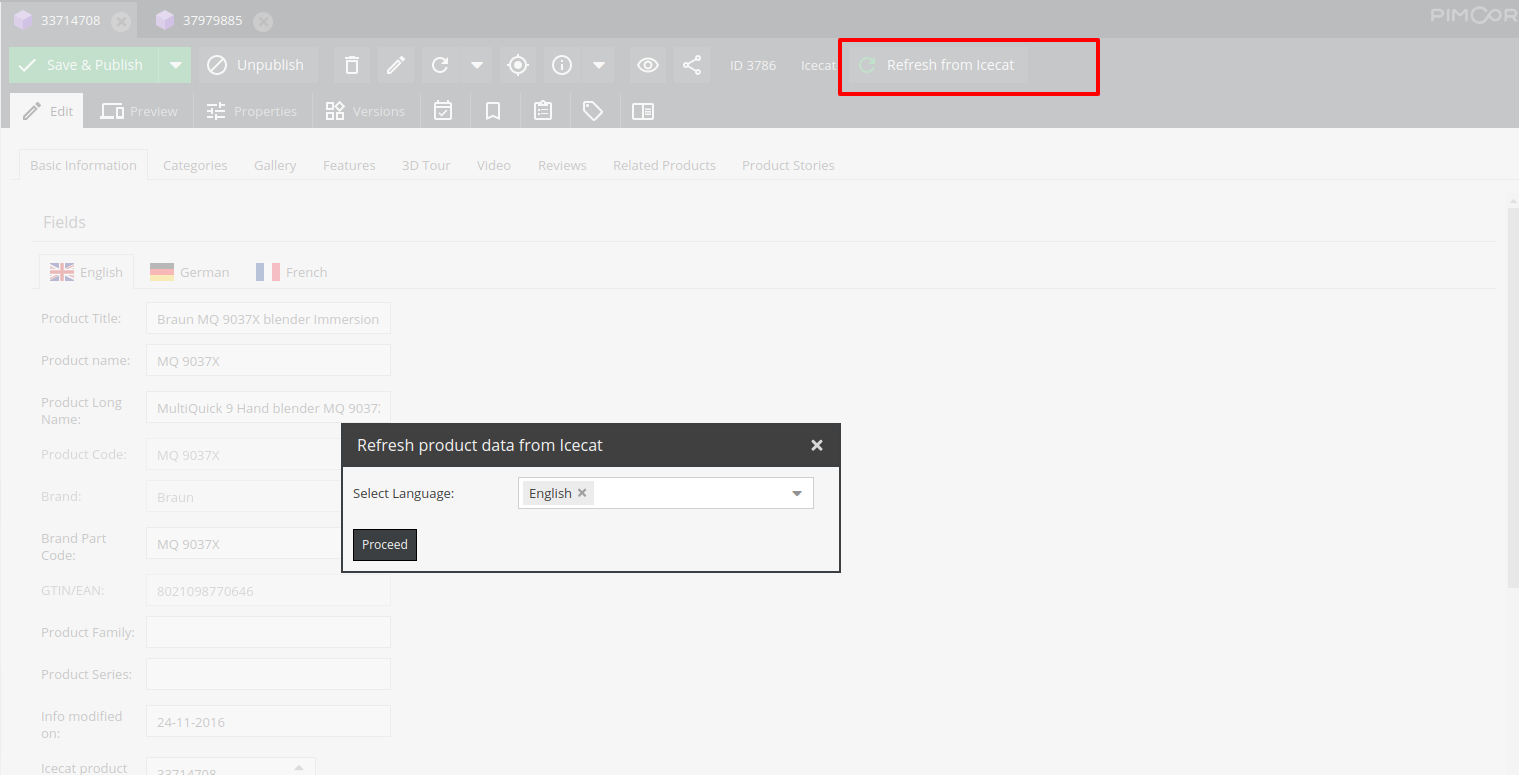 33714708
37979885
PIMCOR
Save & Publish
Unpublish
ID 3786
Icecat
Refresh from Icecat
Edit
Preview
Properties
Versions
Basic Information
Categories
Gallery
Features
3D Tour
Video
Reviews
Related Products
Product Stories
Fields
English
German
French
Product Title:
Braun MQ 9037X blender Immersion
Product name:
MQ 9037X
Product Long
Name:
MultiQuick 9 Hand blender MQ 9037X
Refresh product data from Icecat
Product Code:
MQ 9037X
Select Language:
English
Brand:
Braun
Brand Part
Code:
MQ 9037X
Proceed
GTIN/EAN:
8021098770646
Product Family:
Product Series:
Info modified
on:
24-11-2016
Icecat product
33714708